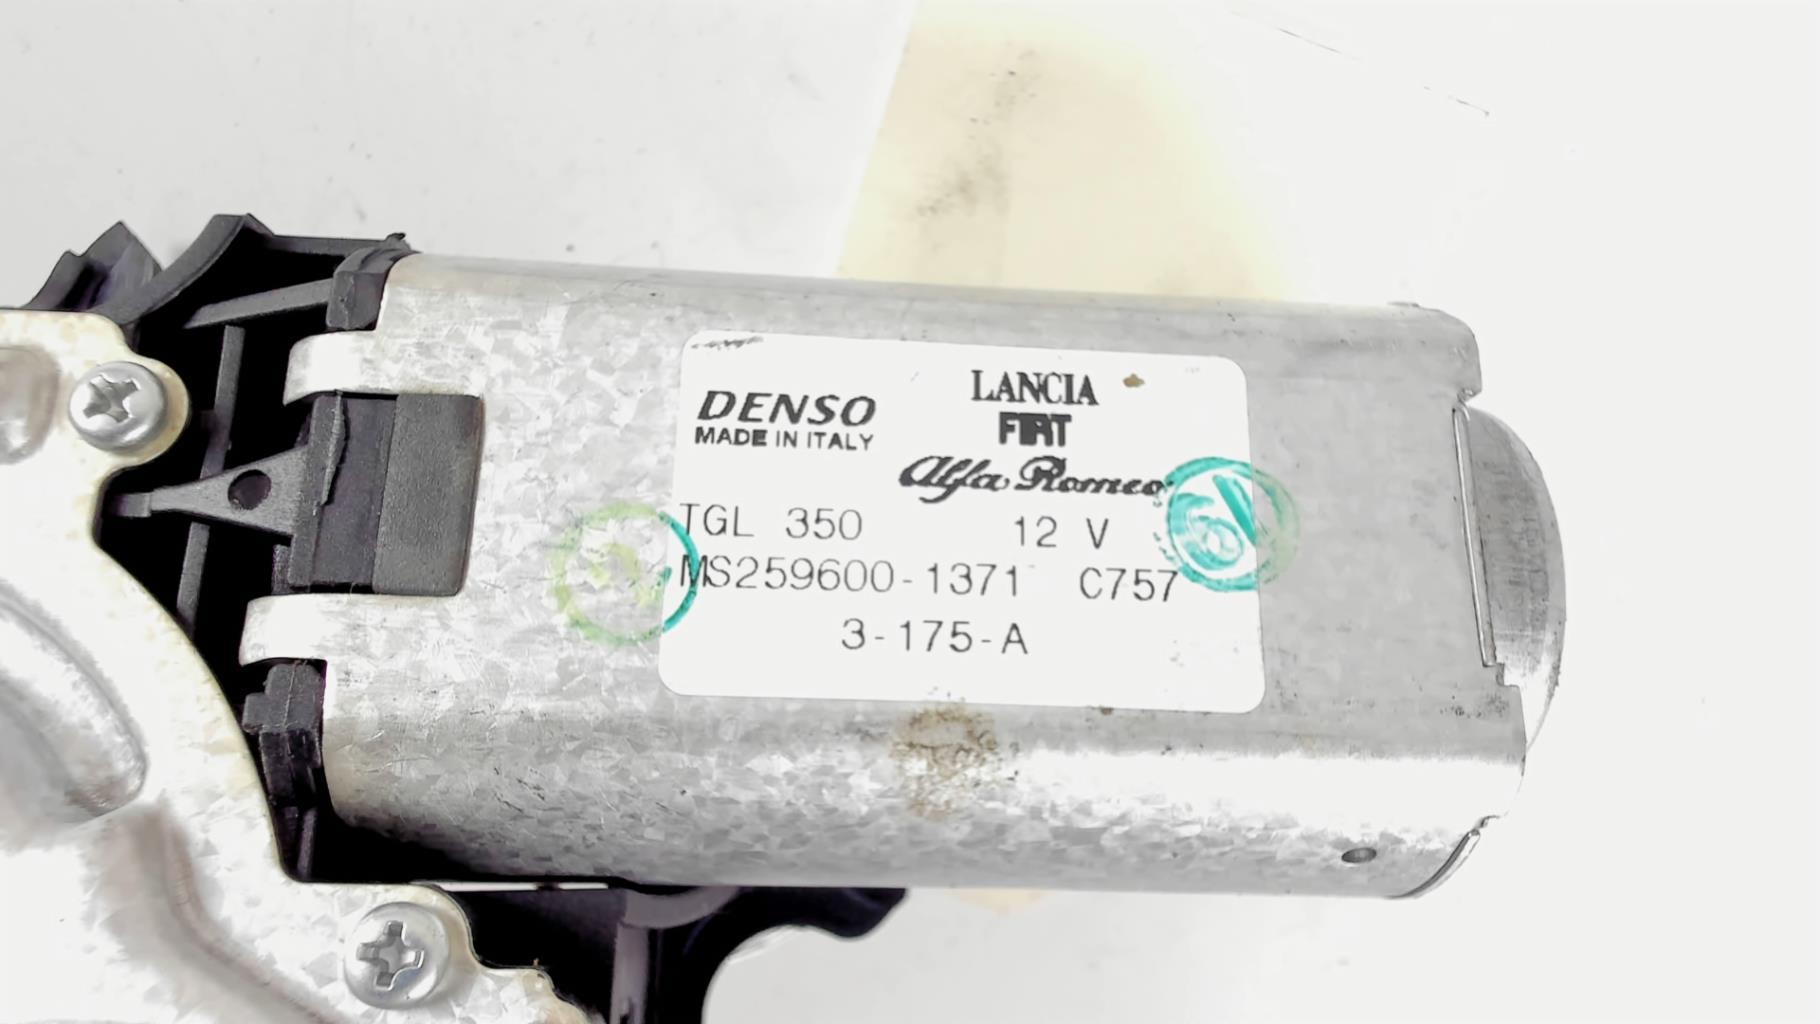 DENSO
MADE IN ITALY
LANCIA
FIAT
Alfa Romeo
TGL 350 12 V
MS259600-1371 C757
3-175-A